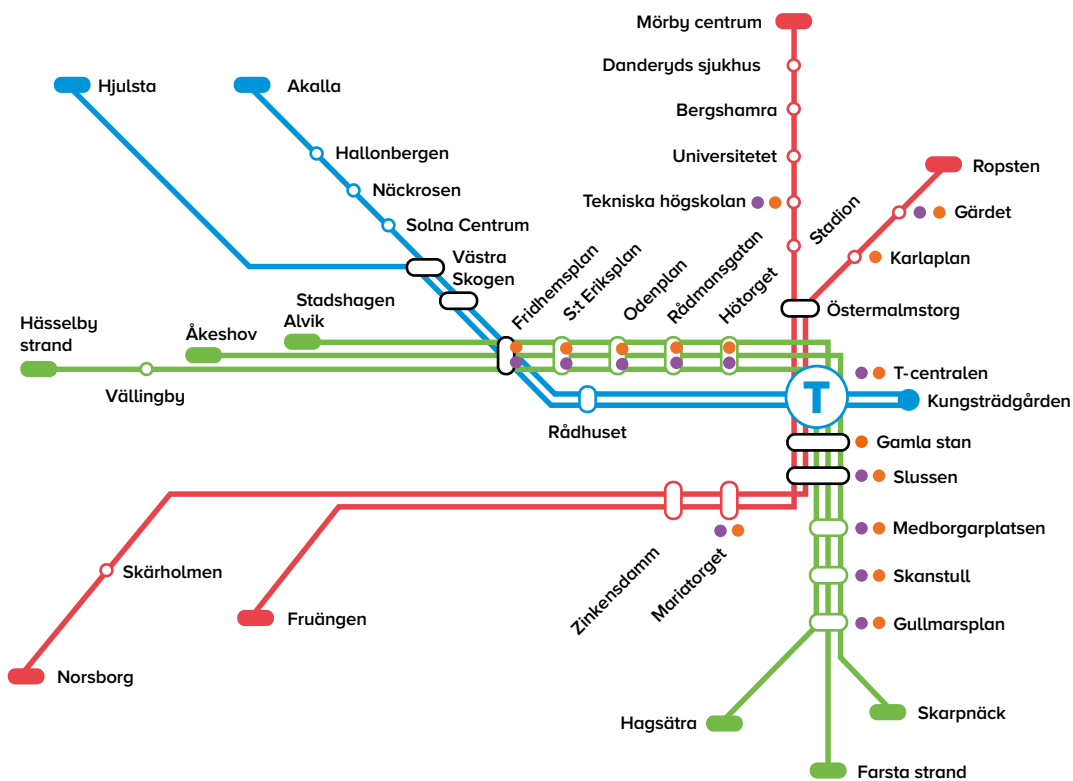 Mörby centrum
Danderyds sjukhus
Bergshamra
Universitetet
Tekniska högskolan
Stadion
Ropsten
Gärdet
Karlaplan
Östermalmstorg
Hjulsta
Akalla
Hallonbergen
Näckrosen
Solna Centrum
Västra
Skogen
Stadshagen
Alvik
Åkeshov
Hässelby
strand
Vällingby
Fridhemsplan
S:t Eriksplan
Odenplan
Rådmansgatan
Hötorget
Rådhuset
T
T-centralen
Kungsträdgården
Gamla stan
Slussen
Medborgarplatsen
Skanstull
Gullmarsplan
Zinkensdamm
Mariatorget
Skärholmen
Fruängen
Norsborg
Hagsätra
Skarpnäck
Farsta strand